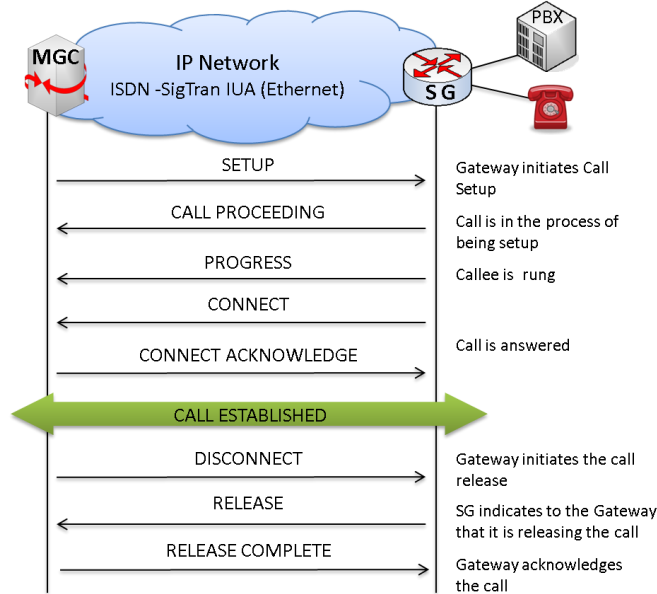 MGC
IP Network
ISDN -SigTran IUA (Ethernet)
SG
PBX
SETUP
Gateway initiates Call
Setup
CALL PROCEEDING
Call is in the process of
being setup
PROGRESS
Callee is rung
CONNECT
CONNECT ACKNOWLEDGE
Call is answered
CALL ESTABLISHED
DISCONNECT
Gateway initiates the call
release
RELEASE
SG indicates to the Gateway
that it is releasing the call
RELEASE COMPLETE
Gateway acknowledges
the call